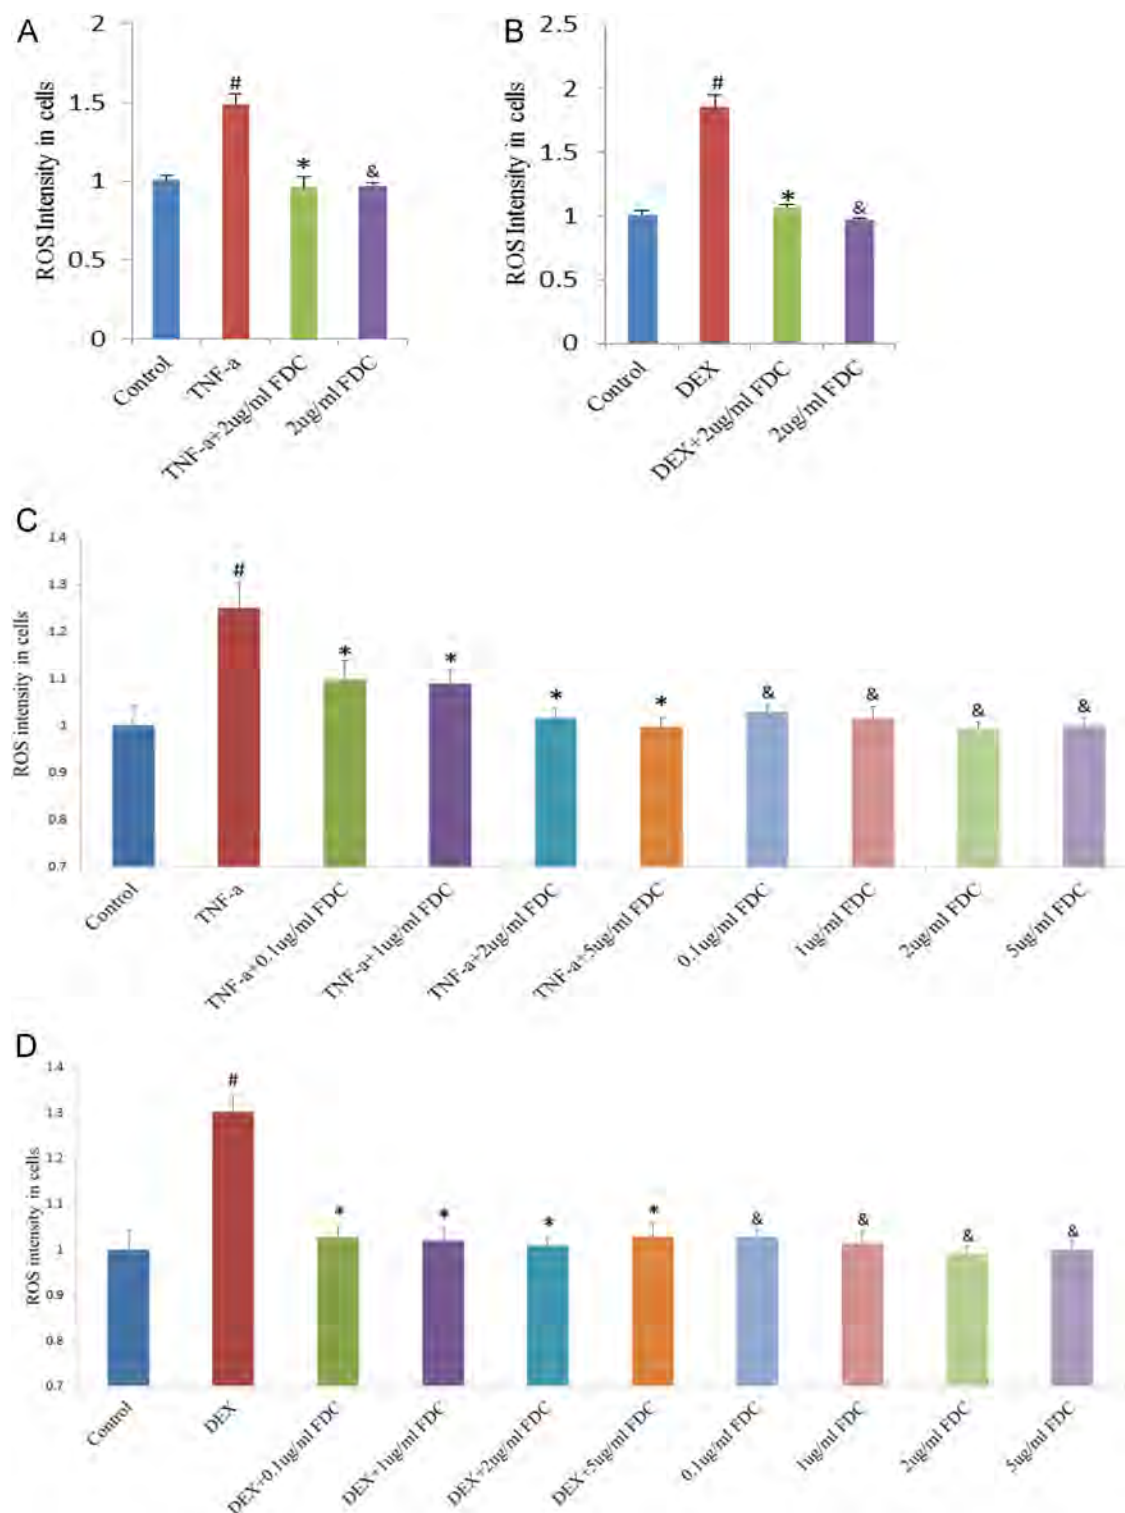 A
ROS Intensity in cells
2
1.5
1
0.5
0
#
*
&
Control
TNF-a
TNF-a+2ug/ml FDC
2ug/ml FDC
B
ROS Intensity in cells
2.5
2
1.5
1
0.5
0
#
*
&
Control
DEX
DEX+2ug/ml FDC
2ug/ml FDC
C
ROS intensity in cells
1.4
1.3
1.2
1.1
1
0.9
0.8
0.7
#
*
*
*
*
&
&
&
&
Control
TNF-a
TNF-a+0.1ug/ml FDC
TNF-a+1ug/ml FDC
TNF-a+2ug/ml FDC
TNF-a+5ug/ml FDC
0.1ug/ml FDC
1ug/ml FDC
2ug/ml FDC
5ug/ml FDC
D
ROS intensity in cells
1.4
1.3
1.2
1.1
1
0.9
0.8
0.7
#
*
*
*
*
&
&
&
&
Control
DEX
DEX+0.1ug/ml FDC
DEX+1ug/ml FDC
DEX+2ug/ml FDC
DEX+5ug/ml FDC
0.1ug/ml FDC
1ug/ml FDC
2ug/ml FDC
5ug/ml FDC